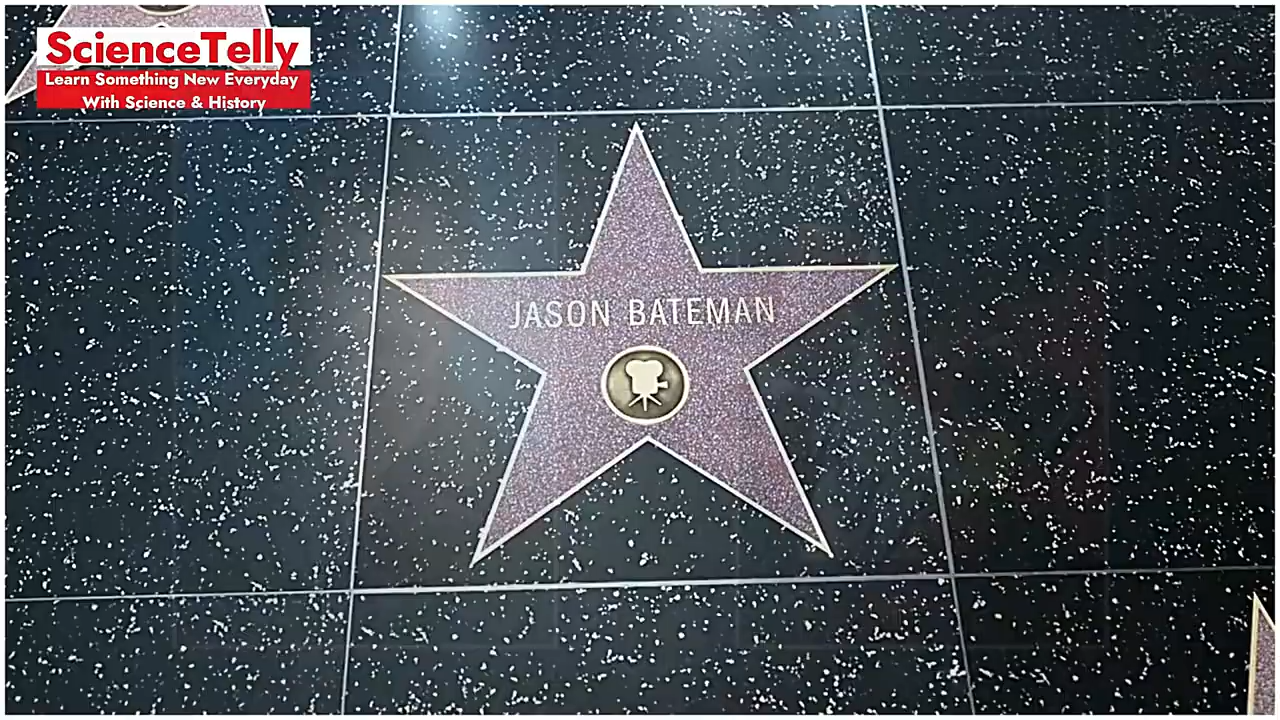 ScienceTelly
Learn Something New Everyday
With Science & History
JASON BATEMAN